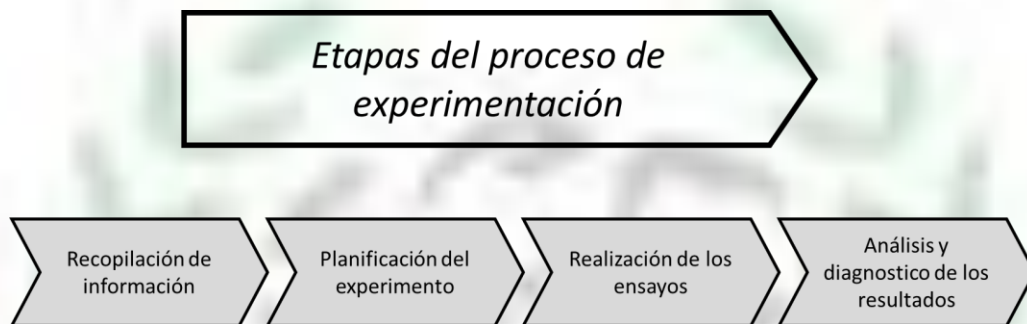 Etapas del proceso de
experimentación
Recopilación de
información
Planificación del
experimento
Realización de los
ensayos
Análisis y
diagnostico de los
resultados